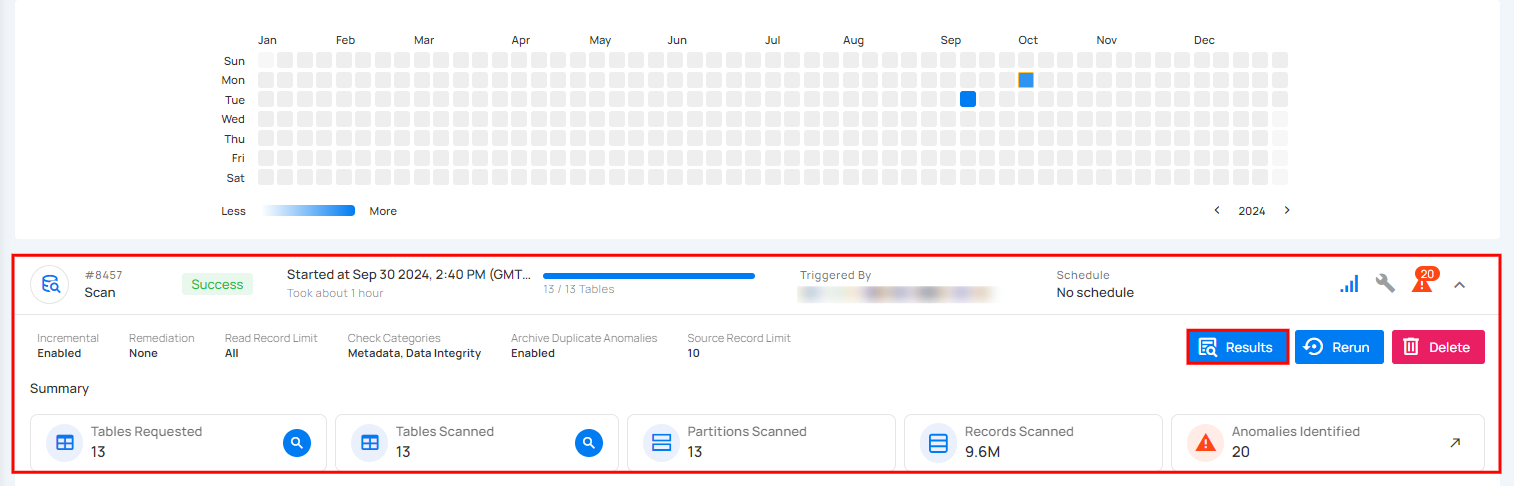 Jan Feb Mar Apr May Jun Jul Aug Sep Oct Nov Dec
Sun
Mon
Tue
Wed
Thu
Fri
Sat
Less More 2024
#8457
Scan
Success
Started at Sep 30 2024, 2:40 PM (GMT...
Took about 1 hour
13 / 13 Tables
Triggered By
Schedule
No schedule
20
Incremental
Enabled
Remediation
None
Read Record Limit
All
Check Categories
Metadata, Data Integrity
Archive Duplicate Anomalies
Enabled
Source Record Limit
10
Results
Rerun
Delete
Summary
Tables Requested
13
Tables Scanned
13
Partitions Scanned
13
Records Scanned
9.6M
Anomalies Identified
20